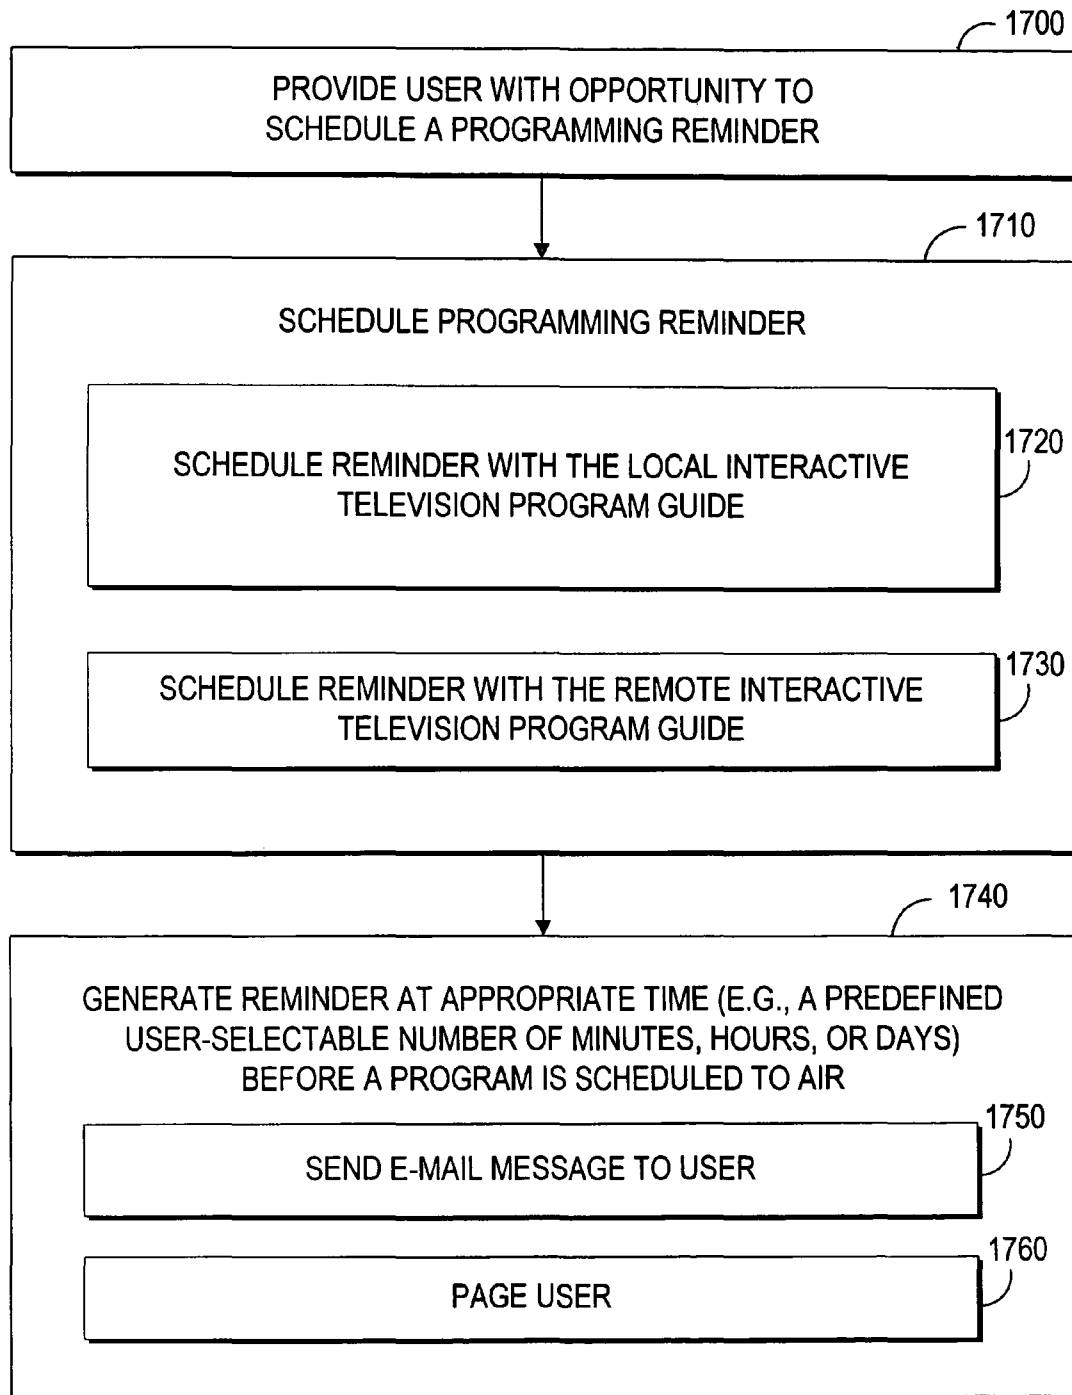 1700
PROVIDE USER WITH OPPORTUNITY TO
SCHEDULE A PROGRAMMING REMINDER
1710
SCHEDULE PROGRAMMING REMINDER
1720
SCHEDULE REMINDER WITH THE LOCAL INTERACTIVE
TELEVISION PROGRAM GUIDE
1730
SCHEDULE REMINDER WITH THE REMOTE INTERACTIVE
TELEVISION PROGRAM GUIDE
1740
GENERATE REMINDER AT APPROPRIATE TIME (E.G., A PREDEFINED
USER-SELECTABLE NUMBER OF MINUTES, HOURS, OR DAYS)
BEFORE A PROGRAM IS SCHEDULED TO AIR
1750
SEND E-MAIL MESSAGE TO USER
1760
PAGE USER